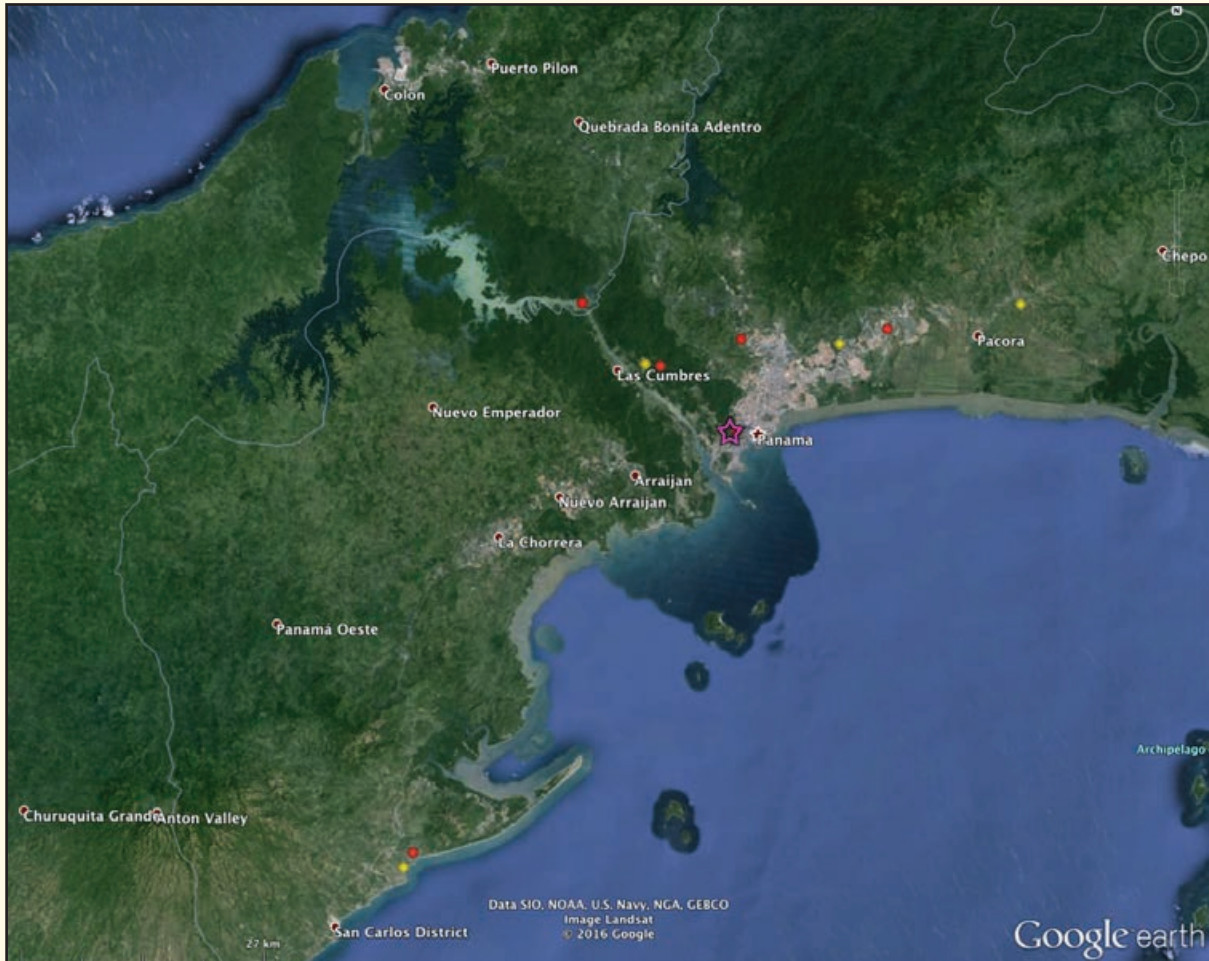 N
Puerto Pilon
Colón
Quebrada Bonita Adentro
Chepo
Pacora
Las Cumbres
Nuevo Emperador
Panama
Arraijan
Nuevo Arraijan
La Chorrera
Panamá Oeste
Archipelago
Churuquita Grande
Anton Valley
Data SIO, NOAA, U.S. Navy, NGA, GEBCO
Image Landsat
© 2016 Google
San Carlos District
27 km
Google earth